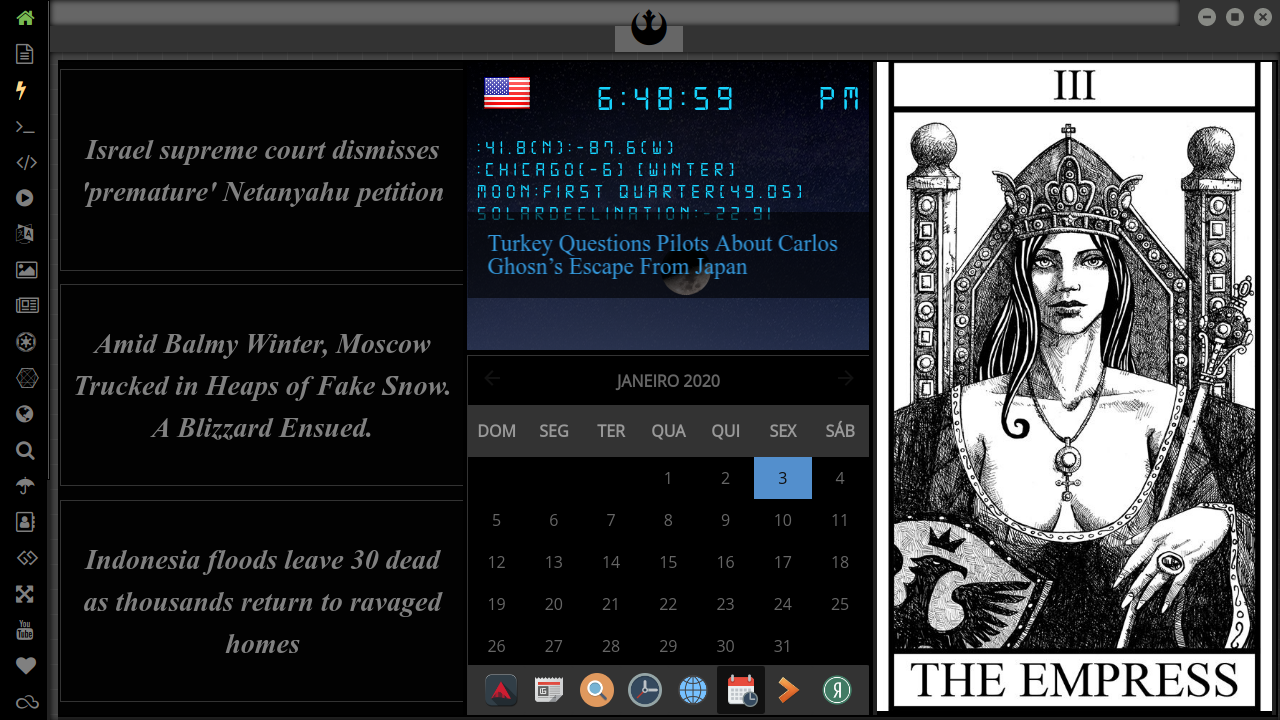 Israel supreme court dismisses
'premature' Netanyahu petition
Amid Balmy Winter, Moscow
Trucked in Heaps of Fake Snow.
A Blizzard Ensued.
Indonesia floods leave 30 dead
as thousands return to ravaged
homes
6:48:59 PM
:41.8(N):-87.6(W)
:CHICAGO(-6) (WINTER)
MOON:FIRST QUARTER(49.05)
SOLARDECLINATION:-22.91
Turkey Questions Pilots About Carlos
Ghosn’s Escape From Japan
JANEIRO 2020
DOM SEG TER QUA QUI SEX SÁB
1 2 3 4
5 6 7 8 9 10 11
12 13 14 15 16 17 18
19 20 21 22 23 24 25
26 27 28 29 30 31
Я
You
Tube
III
THE EMPRESS